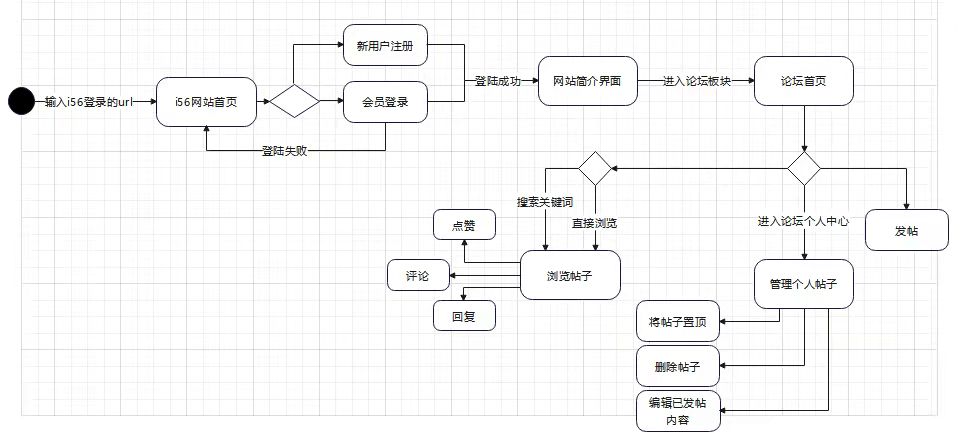 新用户注册
输入i56登录的url
i56网站首页
会员登录
登陆失败
登陆成功
网站简介界面
进入论坛板块
论坛首页
搜索关键词
直接浏览
进入论坛个人中心
发帖
点赞
评论
回复
浏览帖子
管理个人帖子
将帖子置顶
删除帖子
编辑已发帖
内容